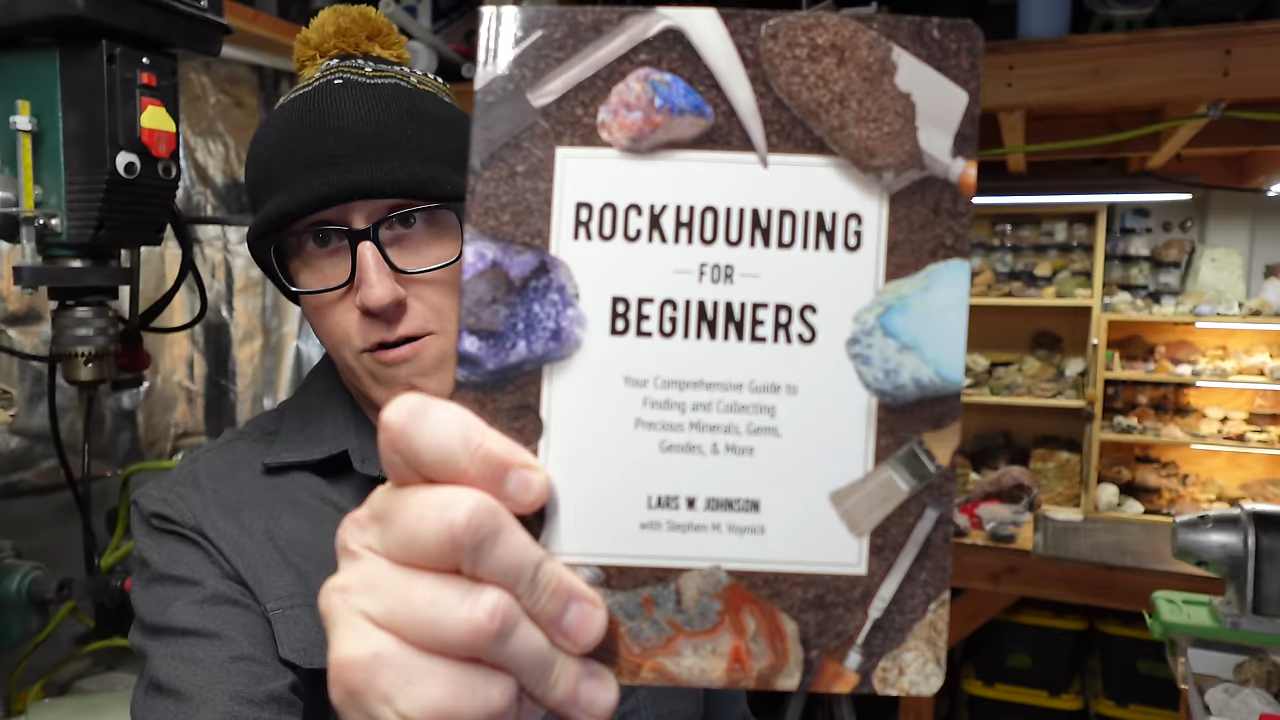 ROCKHOUNDING
FOR
BEGINNERS
Your Comprehensive Guide to
Finding and Collecting
Precious Minerals, Gems,
Geodes, & More
LARS W. JOHNSON
with Stephen M. Voynick